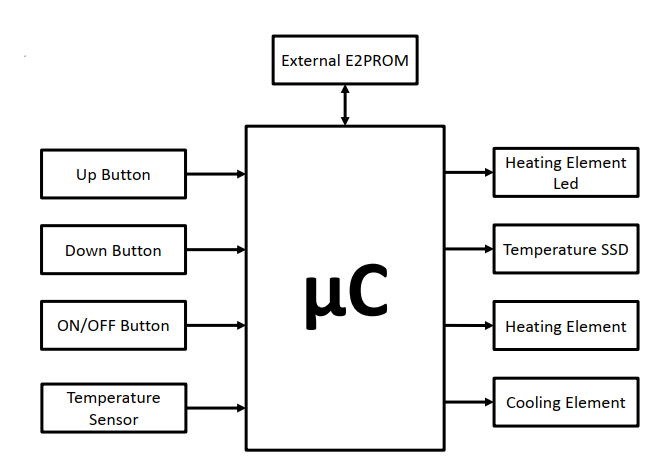 External E2PROM
Up Button
Down Button
ON/OFF Button
Temperature
Sensor
μC
Heating Element
Led
Temperature SSD
Heating Element
Cooling Element